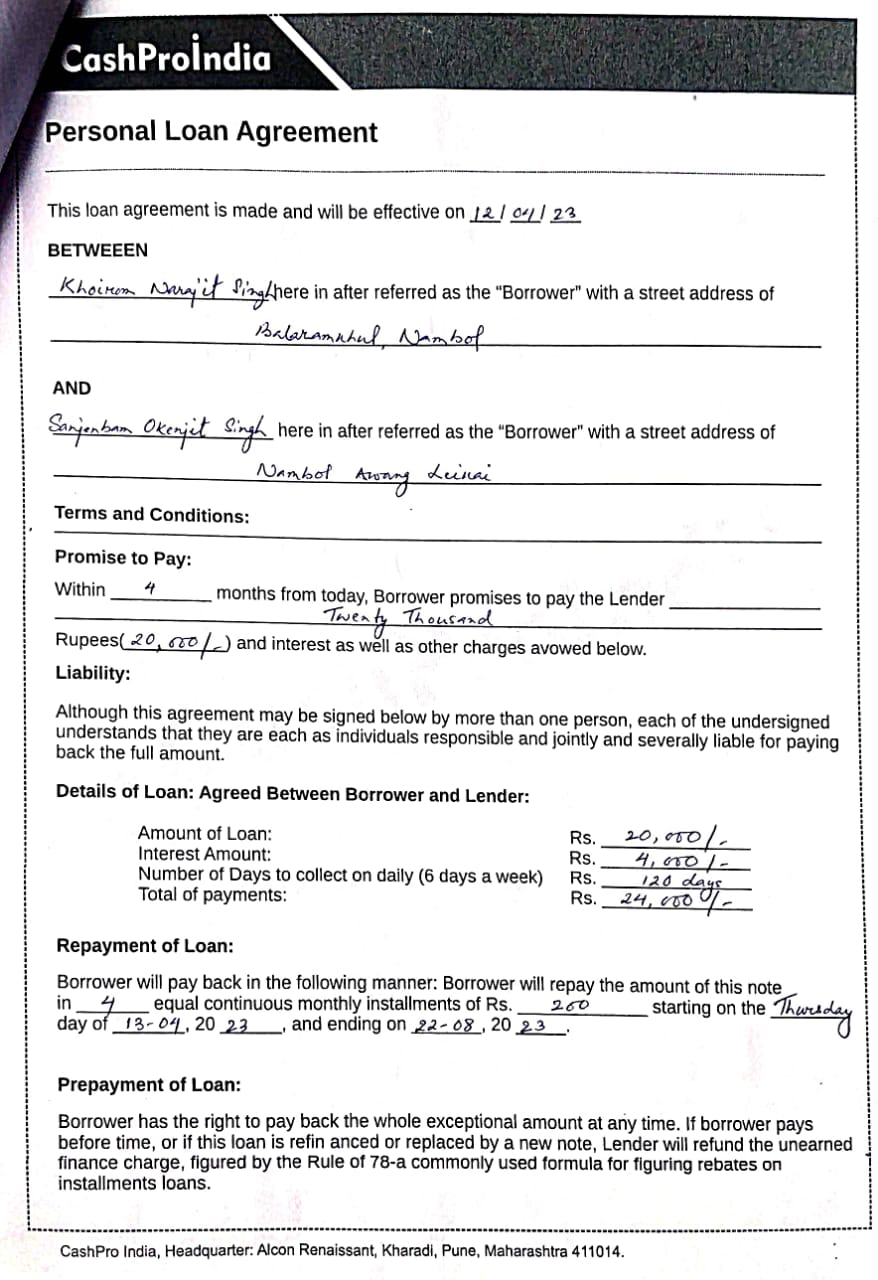 CashProİndia
Personal Loan Agreement
This loan agreement is made and will be effective on 12/04/23
BETWEEEN
Khoirom Narajit Singh here in after referred as the “Borrower” with a street address of
Balaramkhul, Nambol
AND
Sanjenbam Okenjit Singh here in after referred as the “Borrower” with a street address of
Nambol Awang Leikai
Terms and Conditions:
Promise to Pay:
Within 4 months from today, Borrower promises to pay the Lender
Twenty Thousand
Rupees( 20,000/-) and interest as well as other charges avowed below.
Liability:
Although this agreement may be signed below by more than one person, each of the undersigned
understands that they are each as individuals responsible and jointly and severally liable for paying
back the full amount.
Details of Loan: Agreed Between Borrower and Lender:
Amount of Loan: Rs. 20,000/-
Interest Amount: Rs. 4,000/-
Number of Days to collect on daily (6 days a week) Rs. 120 days
Total of payments: Rs. 24,000/-
Repayment of Loan:
Borrower will pay back in the following manner: Borrower will repay the amount of this note
in 4 equal continuous monthly installments of Rs. 200 starting on the Thursday
day of 13-04, 20 23, and ending on 22-08, 20 23.
Prepayment of Loan:
Borrower has the right to pay back the whole exceptional amount at any time. If borrower pays
before time, or if this loan is refin anced or replaced by a new note, Lender will refund the unearned
finance charge, figured by the Rule of 78-a commonly used formula for figuring rebates on
installments loans.
CashPro India, Headquarter: Alcon Renaissant, Kharadi, Pune, Maharashtra 411014.